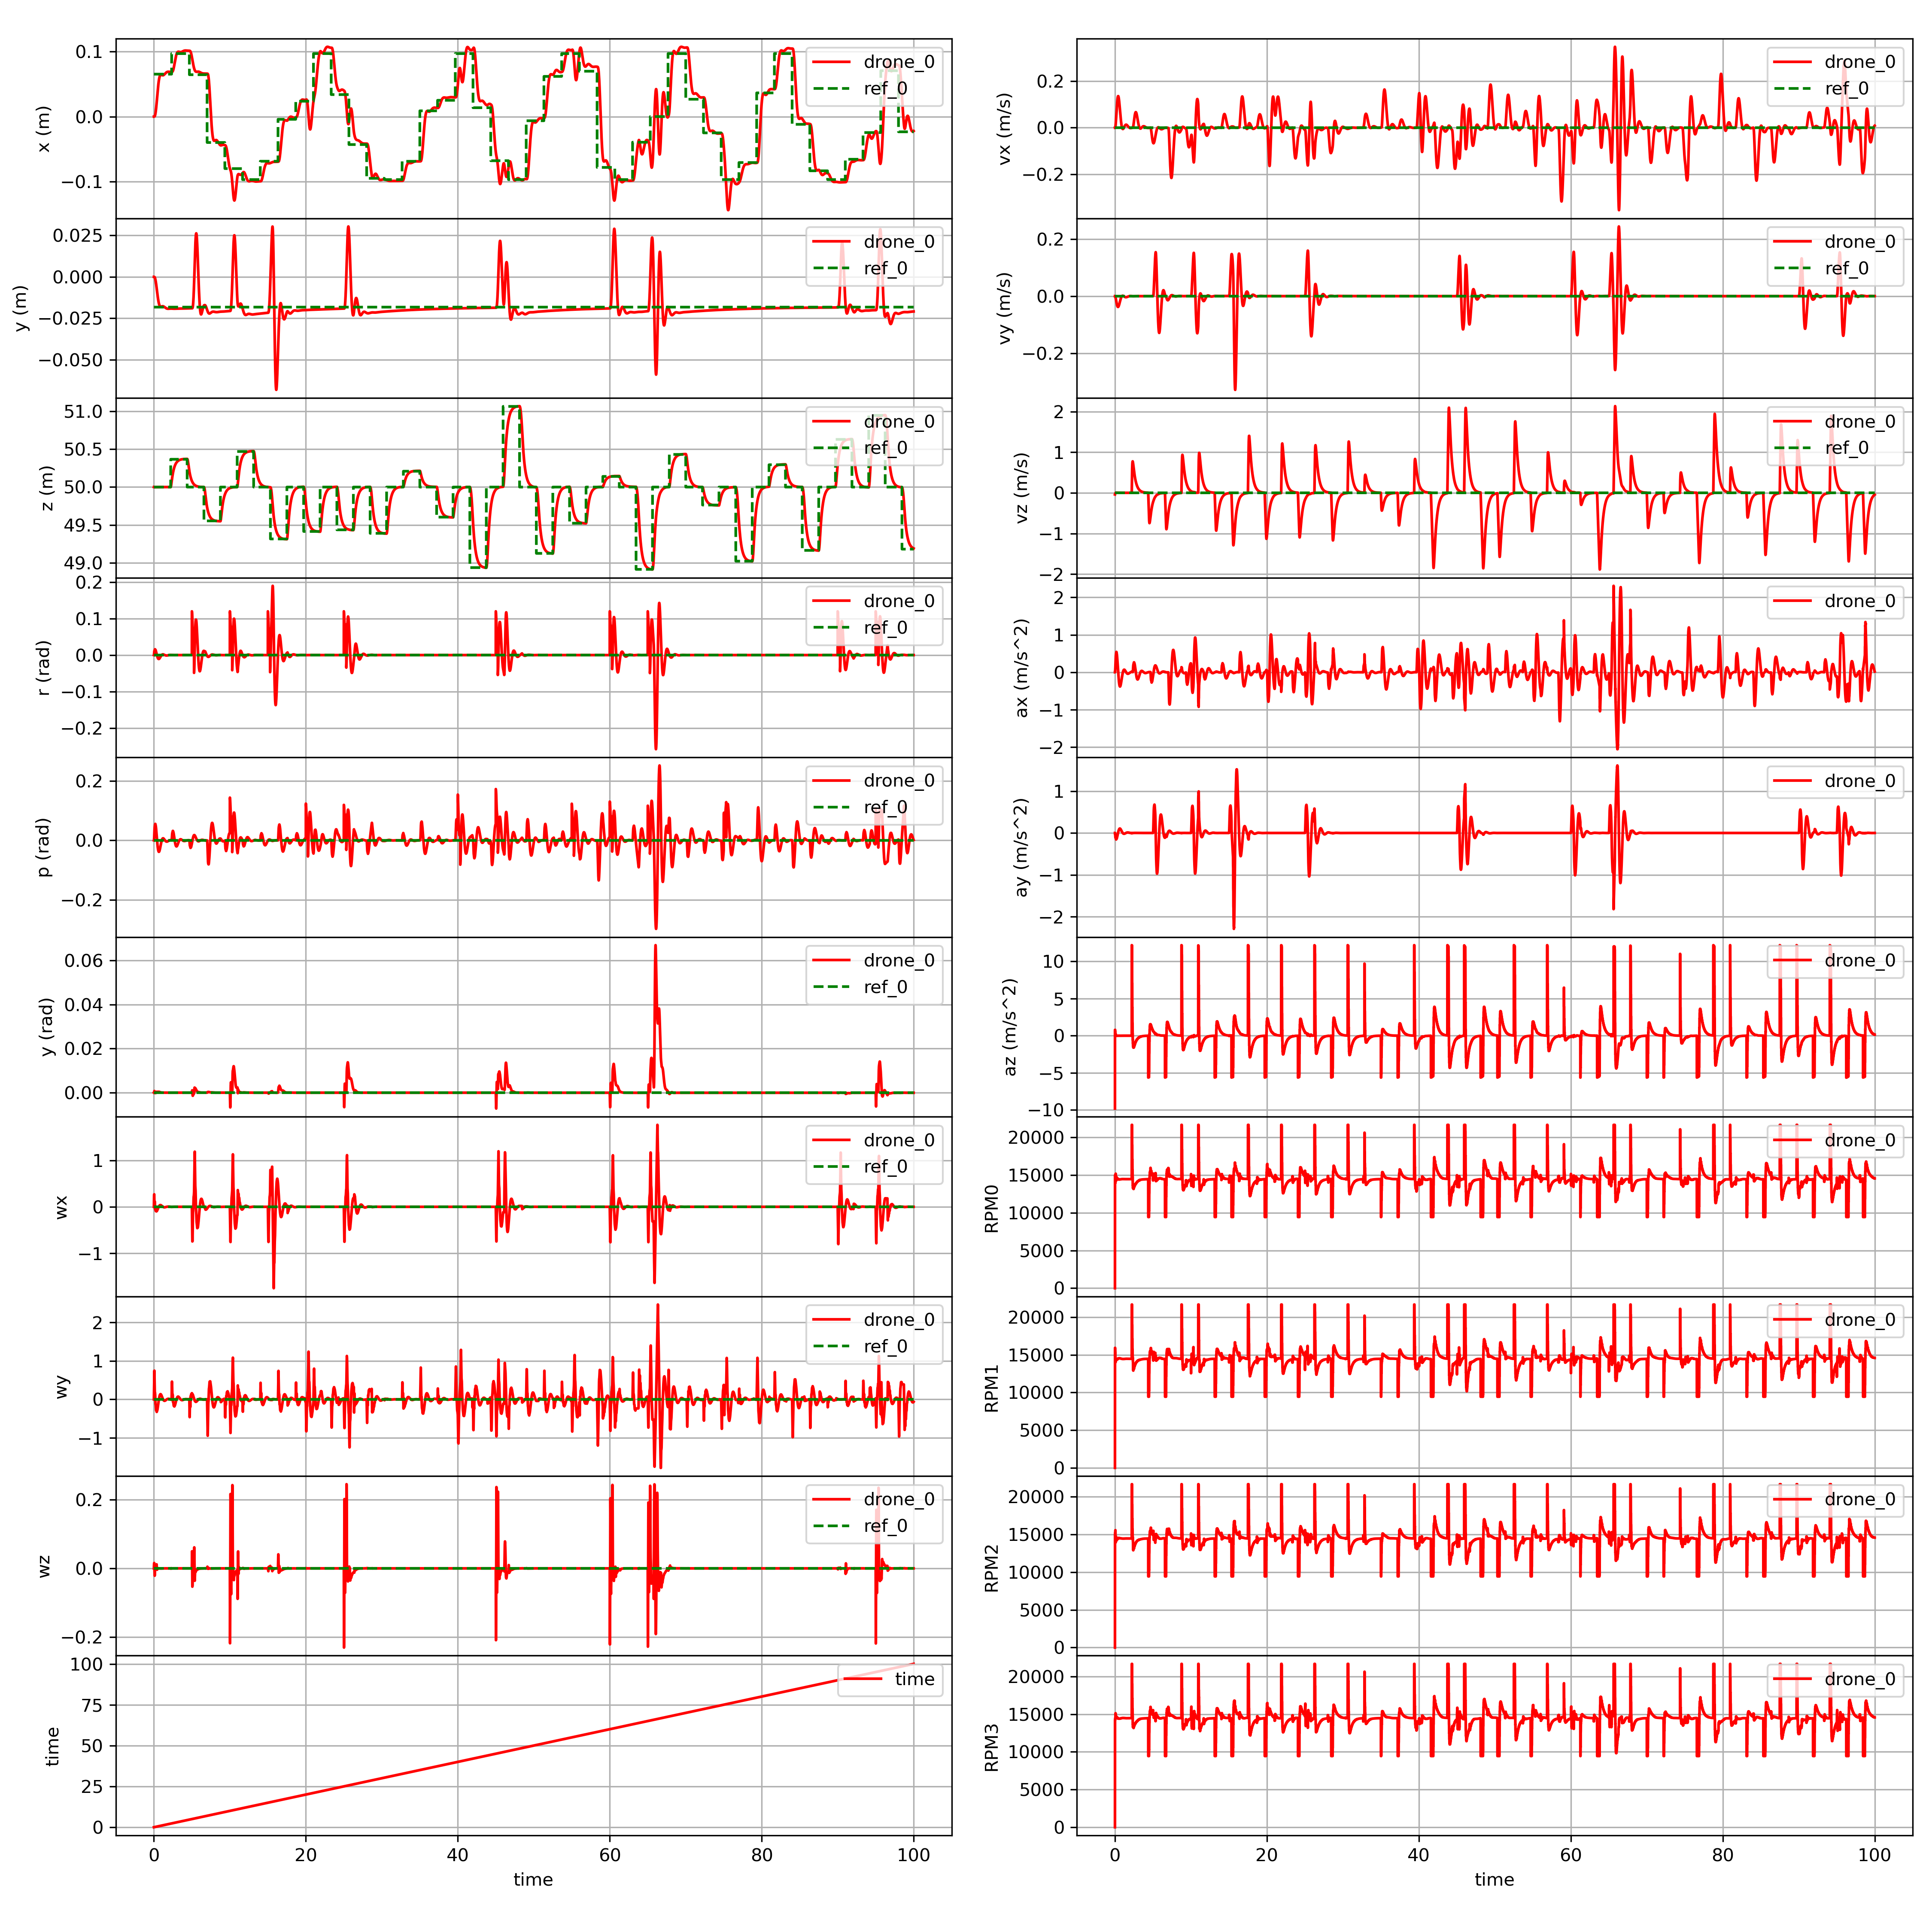 x (m)
0.1
0.0
−0.1
drone_0
ref_0
y (m)
0.025
0.000
−0.025
−0.050
drone_0
ref_0
z (m)
51.0
50.5
50.0
49.5
49.0
drone_0
ref_0
r (rad)
0.2
0.1
0.0
−0.1
−0.2
drone_0
ref_0
p (rad)
0.2
0.0
−0.2
drone_0
ref_0
y (rad)
0.06
0.04
0.02
0.00
drone_0
ref_0
wx
1
0
−1
drone_0
ref_0
wy
2
1
0
−1
drone_0
ref_0
wz
0.2
0.0
−0.2
drone_0
ref_0
time
100
75
50
25
0
time
0 20 40 60 80 100
time
vx (m/s)
0.2
0.0
−0.2
drone_0
ref_0
vy (m/s)
0.2
0.0
−0.2
drone_0
ref_0
vz (m/s)
2
1
0
−1
−2
drone_0
ref_0
ax (m/s^2)
2
1
0
−1
−2
drone_0
ay (m/s^2)
1
0
−1
−2
drone_0
az (m/s^2)
10
5
0
−5
−10
drone_0
RPM0
20000
15000
10000
5000
0
drone_0
RPM1
20000
15000
10000
5000
0
drone_0
RPM2
20000
15000
10000
5000
0
drone_0
RPM3
20000
15000
10000
5000
0
drone_0
0 20 40 60 80 100
time